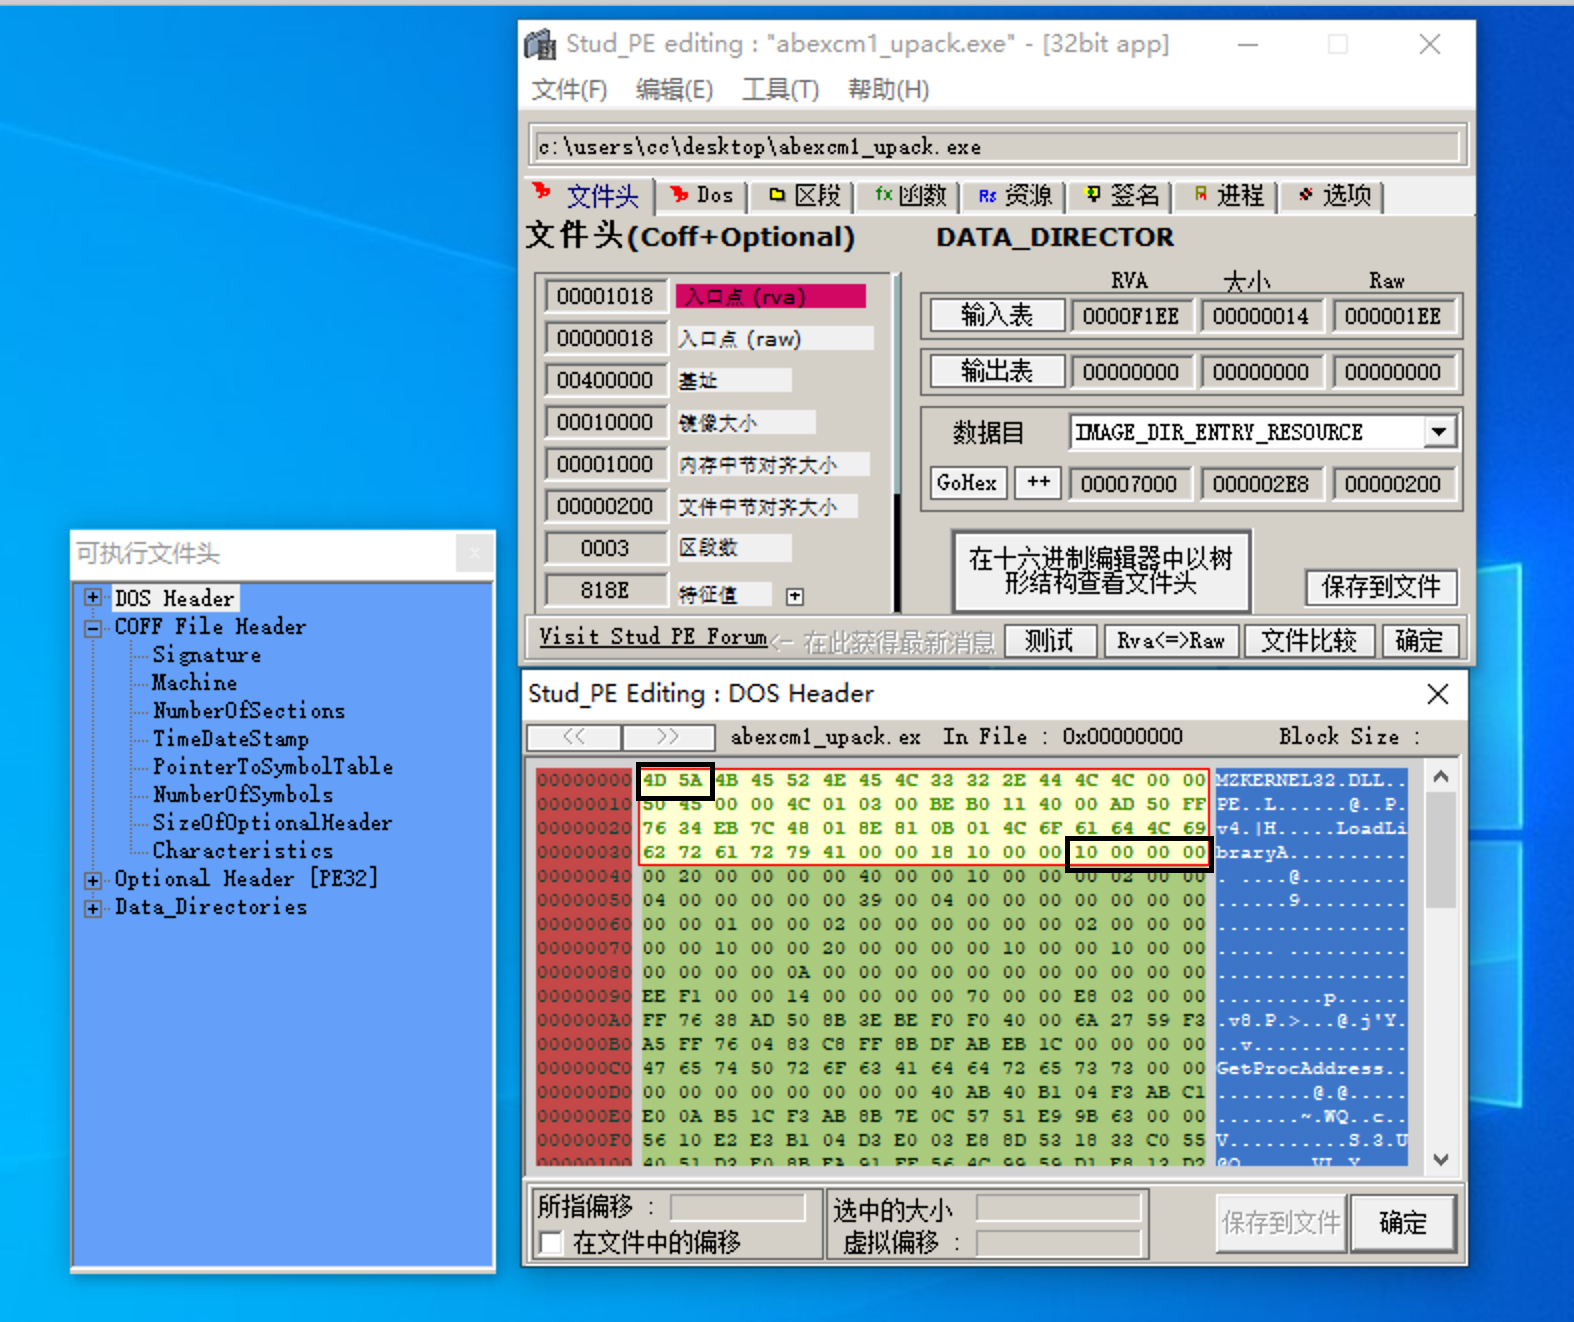 Stud_PE editing : "abexcm1_upack.exe" - [32bit app]
文件(F) 编辑(E) 工具(T) 帮助(H)
c:\users\cc\desktop\abexcm1_upack.exe
文件头 Dos 区段 fx 函数 Rs 资源 签名 进程 选项
文件头(Coff+Optional)
00001018 入口点 (rva)
00000018 入口点 (raw)
00400000 基址
00010000 镜像大小
00001000 内存中节对齐大小
00000200 文件中节对齐大小
0003 区段数
818E 特征值 +
DATA_DIRECTOR
RVA 大小 Raw
输入表 0000F1EE 00000014 000001EE
输出表 00000000 00000000 00000000
数据目 IMAGE_DIR_ENTRY_RESOURCE
GoHex ++ 00007000 000002E8 00000200
在十六进制编辑器中以树
形结构查看文件头
保存到文件
Visit Stud PE Forum <- 在此获得最新消息 测试 Rva<=>Raw 文件比较 确定
可执行文件头
DOS Header
COFF File Header
Signature
Machine
NumberOfSections
TimeDateStamp
PointerToSymbolTable
NumberOfSymbols
SizeOfOptionalHeader
Characteristics
Optional Header [PE32]
Data_Directories
Stud_PE Editing : DOS Header
<< >> abexcm1_upack.ex In File : 0x00000000 Block Size :
00000000 4D 5A 4B 45 52 4E 45 4C 33 32 2E 44 4C 4C 00 00 MZKERNEL32.DLL..
00000010 50 45 00 00 4C 01 03 00 BE B0 11 40 00 AD 50 FF PE..L......@..P.
00000020 76 34 EB 7C 48 01 8E 81 0B 01 4C 6F 61 64 4C 69 v4.|H.....LoadLi
00000030 62 72 61 72 79 41 00 00 18 10 00 00 10 00 00 00 braryA..........
00000040 00 20 00 00 00 00 40 00 00 10 00 00 00 02 00 00 . ....@.........
00000050 04 00 00 00 00 00 39 00 04 00 00 00 00 00 00 00 ......9.........
00000060 00 00 01 00 00 02 00 00 00 00 00 00 02 00 00 00 ................
00000070 00 00 10 00 00 20 00 00 00 00 10 00 00 10 00 00 ..... ..........
00000080 00 00 00 00 0A 00 00 00 00 00 00 00 00 00 00 00 ................
00000090 EE F1 00 00 14 00 00 00 00 70 00 00 E8 02 00 00 .........p......
000000A0 FF 76 38 AD 50 8B 3E BE F0 F0 40 00 6A 27 59 F3 .v8.P.>...@.j'Y.
000000B0 A5 FF 76 04 83 C8 FF 8B DF AB EB 1C 00 00 00 00 ..v.............
000000C0 47 65 74 50 72 6F 63 41 64 64 72 65 73 73 00 00 GetProcAddress..
000000D0 00 00 00 00 00 00 00 00 40 AB 40 B1 04 F3 AB C1 ........@.@.....
000000E0 E0 0A B5 1C F3 AB 8B 7E 0C 57 51 E9 9B 63 00 00 .......~.WQ..c..
000000F0 56 10 E2 E3 B1 04 D3 E0 03 E8 8D 53 18 33 C0 55 V..........S.3.U
所指偏移 : 选中的大小
在文件中的偏移 虚拟偏移 :
保存到文件 确定